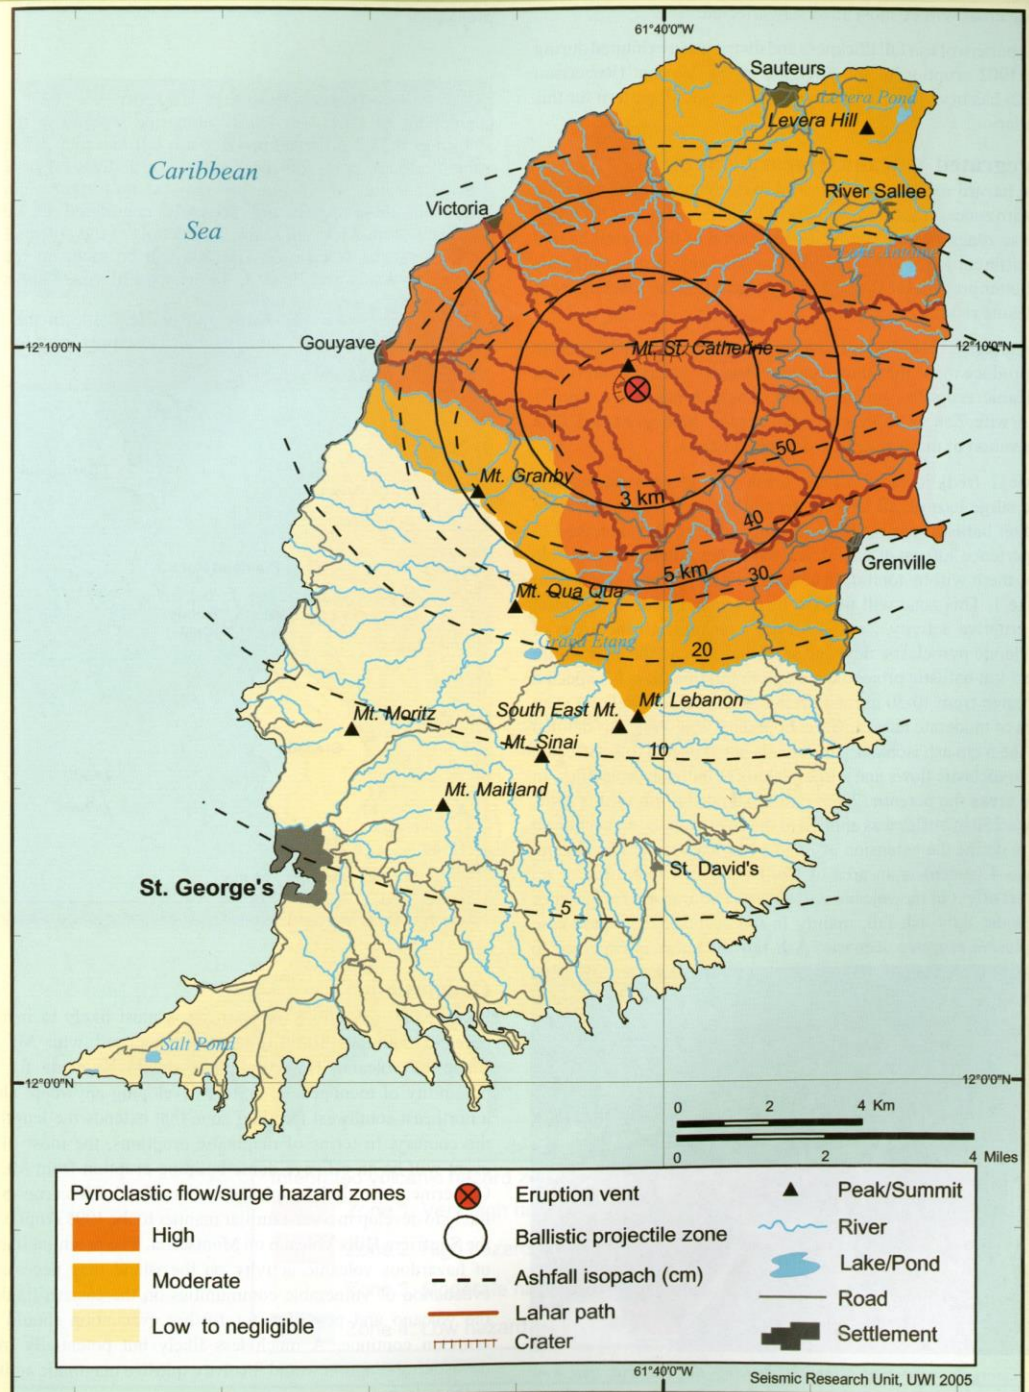 61°40'0"W
Sauteurs
Levera Pond
Levera Hill
Caribbean
Sea
River Sallee
Victoria
Lake Antoine
Gouyave
Mt. St. Catherine
12°10'0"N
12°10'0"N
50
Mt. Granby
3 km
40
Grenville
5 km
30
Mt. Qua Qua
Grand Etang
20
Mt. Lebanon
South East Mt.
Mt. Moritz
Mt. Sinai
10
Mt. Maitland
St. David's
St. George's
5
Salt Pond
12°0'0"N
12°0'0"N
0 2 4 Km
0 2 4 Miles
Pyroclastic flow/surge hazard zones
High
Moderate
Low to negligible
Eruption vent
Ballistic projectile zone
Ashfall isopach (cm)
Lahar path
Crater
Peak/Summit
River
Lake/Pond
Road
Settlement
61°40'0"W
Seismic Research Unit, UWI 2005